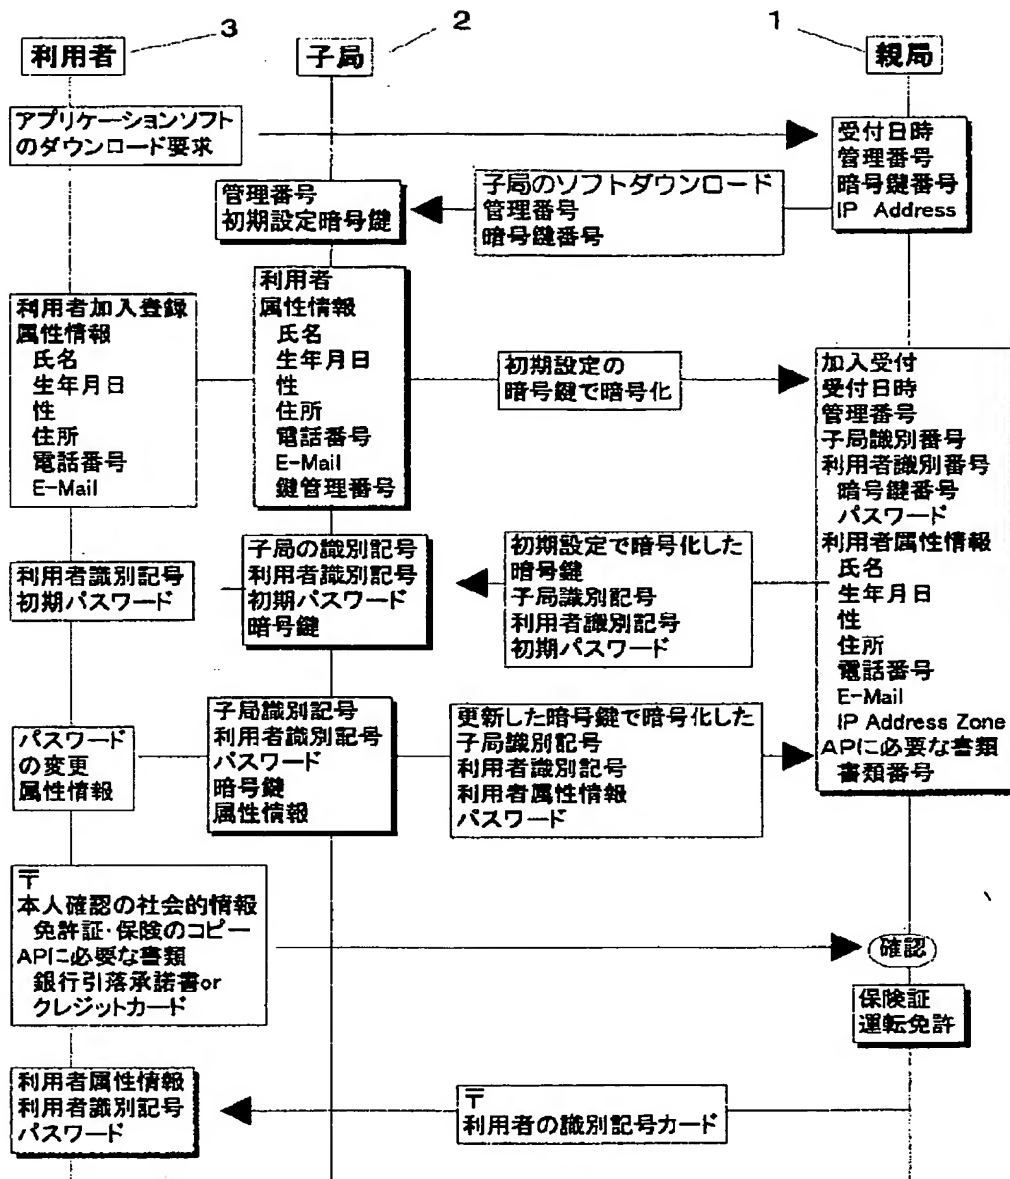 3
2
1
利用者
子局
親局
アプリケーションソフト
のダウンロード要求
受付日時
管理番号
暗号鍵番号
IP Address
子局のソフトダウンロード
管理番号
暗号鍵番号
管理番号
初期設定暗号鍵
利用者加入登録
属性情報
氏名
生年月日
性
住所
電話番号
E-Mail
利用者
属性情報
氏名
生年月日
性
住所
電話番号
E-Mail
鍵管理番号
初期設定の
暗号鍵で暗号化
加入受付
受付日時
管理番号
子局識別番号
利用者識別番号
暗号鍵番号
パスワード
利用者属性情報
氏名
生年月日
性
住所
電話番号
E-Mail
IP Address Zone
APに必要な書類
書類番号
初期設定で暗号化した
暗号鍵
子局識別記号
利用者識別記号
初期パスワード
子局の識別記号
利用者識別記号
初期パスワード
暗号鍵
利用者識別記号
初期パスワード
パスワード
の変更
属性情報
子局識別記号
利用者識別記号
パスワード
暗号鍵
属性情報
更新した暗号鍵で暗号化した
子局識別記号
利用者識別記号
利用者属性情報
パスワード
〒
本人確認の社会的情報
免許証・保険のコピー
APに必要な書類
銀行引落承諾書or
クレジットカード
確認
保険証
運転免許
〒
利用者の識別記号カード
利用者属性情報
利用者識別記号
パスワード